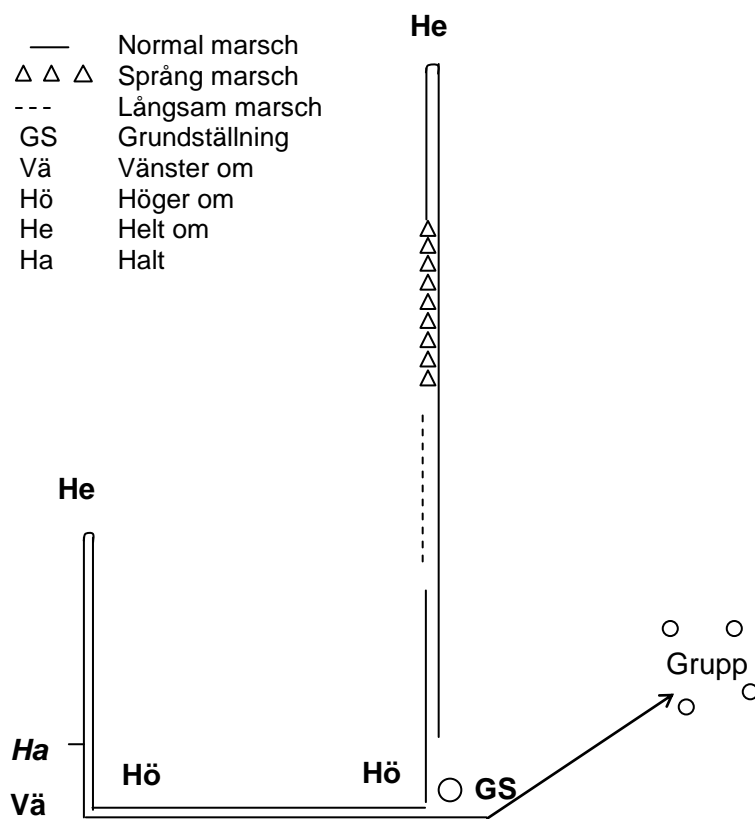 He
Normal marsch
Språng marsch
Långsam marsch
GS Grundställning
Vä Vänster om
Hö Höger om
He Helt om
Ha Halt
He
Grupp
Ha
Hö Hö GS
Vä